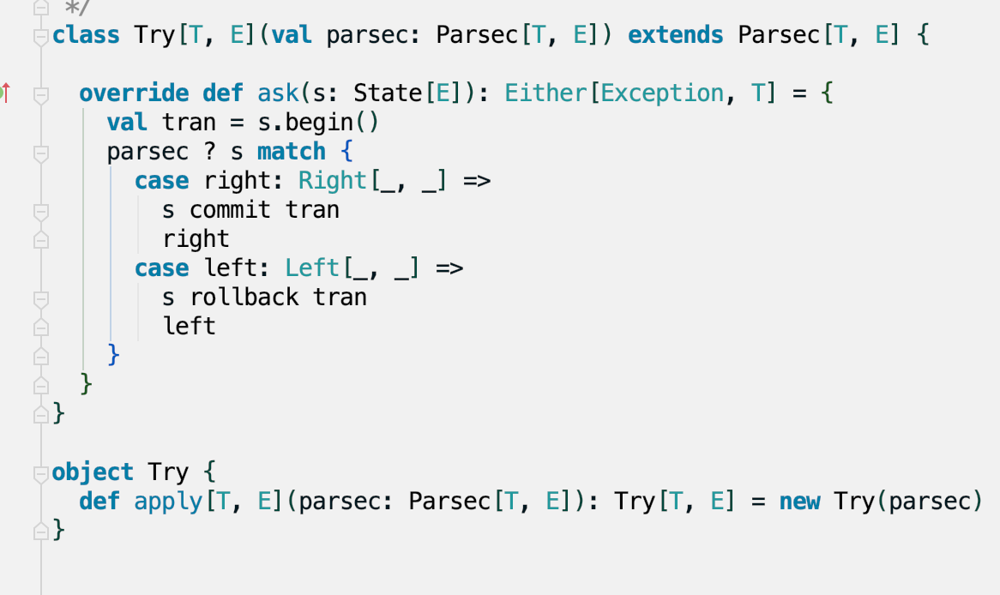 */
class Try[T, E](val parsec: Parsec[T, E]) extends Parsec[T, E] {
override def ask(s: State[E]): Either[Exception, T] = {
val tran = s.begin()
parsec ? s match {
case right: Right[_, _] =>
s commit tran
right
case left: Left[_, _] =>
s rollback tran
left
}
}
}
object Try {
def apply[T, E](parsec: Parsec[T, E]): Try[T, E] = new Try(parsec)
}